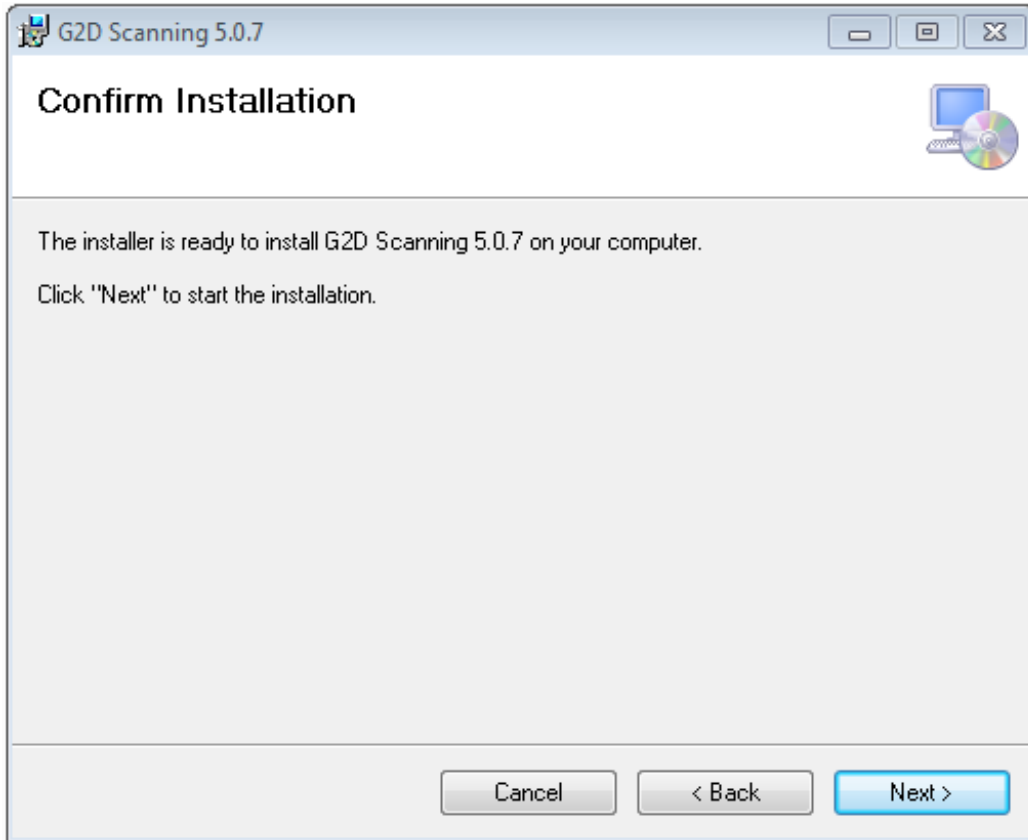 G2D Scanning 5.0.7
Confirm Installation
The installer is ready to install G2D Scanning 5.0.7 on your computer.
Click "Next" to start the installation.
Cancel
< Back
Next >